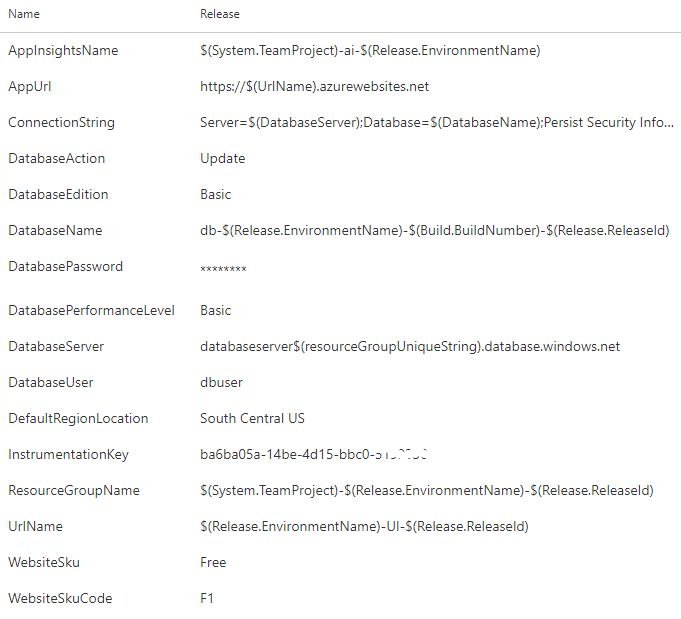 Name Release
AppInsightsName $(System.TeamProject)-ai-$(Release.EnvironmentName)
AppUrl https://$(UrlName).azurewebsites.net
ConnectionString Server=$(DatabaseServer);Database=$(DatabaseName);Persist Security Info...
DatabaseAction Update
DatabaseEdition Basic
DatabaseName db-$(Release.EnvironmentName)-$(Build.BuildNumber)-$(Release.ReleaseId)
DatabasePassword ********
DatabasePerformanceLevel Basic
DatabaseServer databaseserver$(resourceGroupUniqueString).database.windows.net
DatabaseUser dbuser
DefaultRegionLocation South Central US
InstrumentationKey ba6ba05a-14be-4d15-bbc0-
ResourceGroupName $(System.TeamProject)-$(Release.EnvironmentName)-$(Release.ReleaseId)
UrlName $(Release.EnvironmentName)-UI-$(Release.ReleaseId)
WebsiteSku Free
WebsiteSkuCode F1